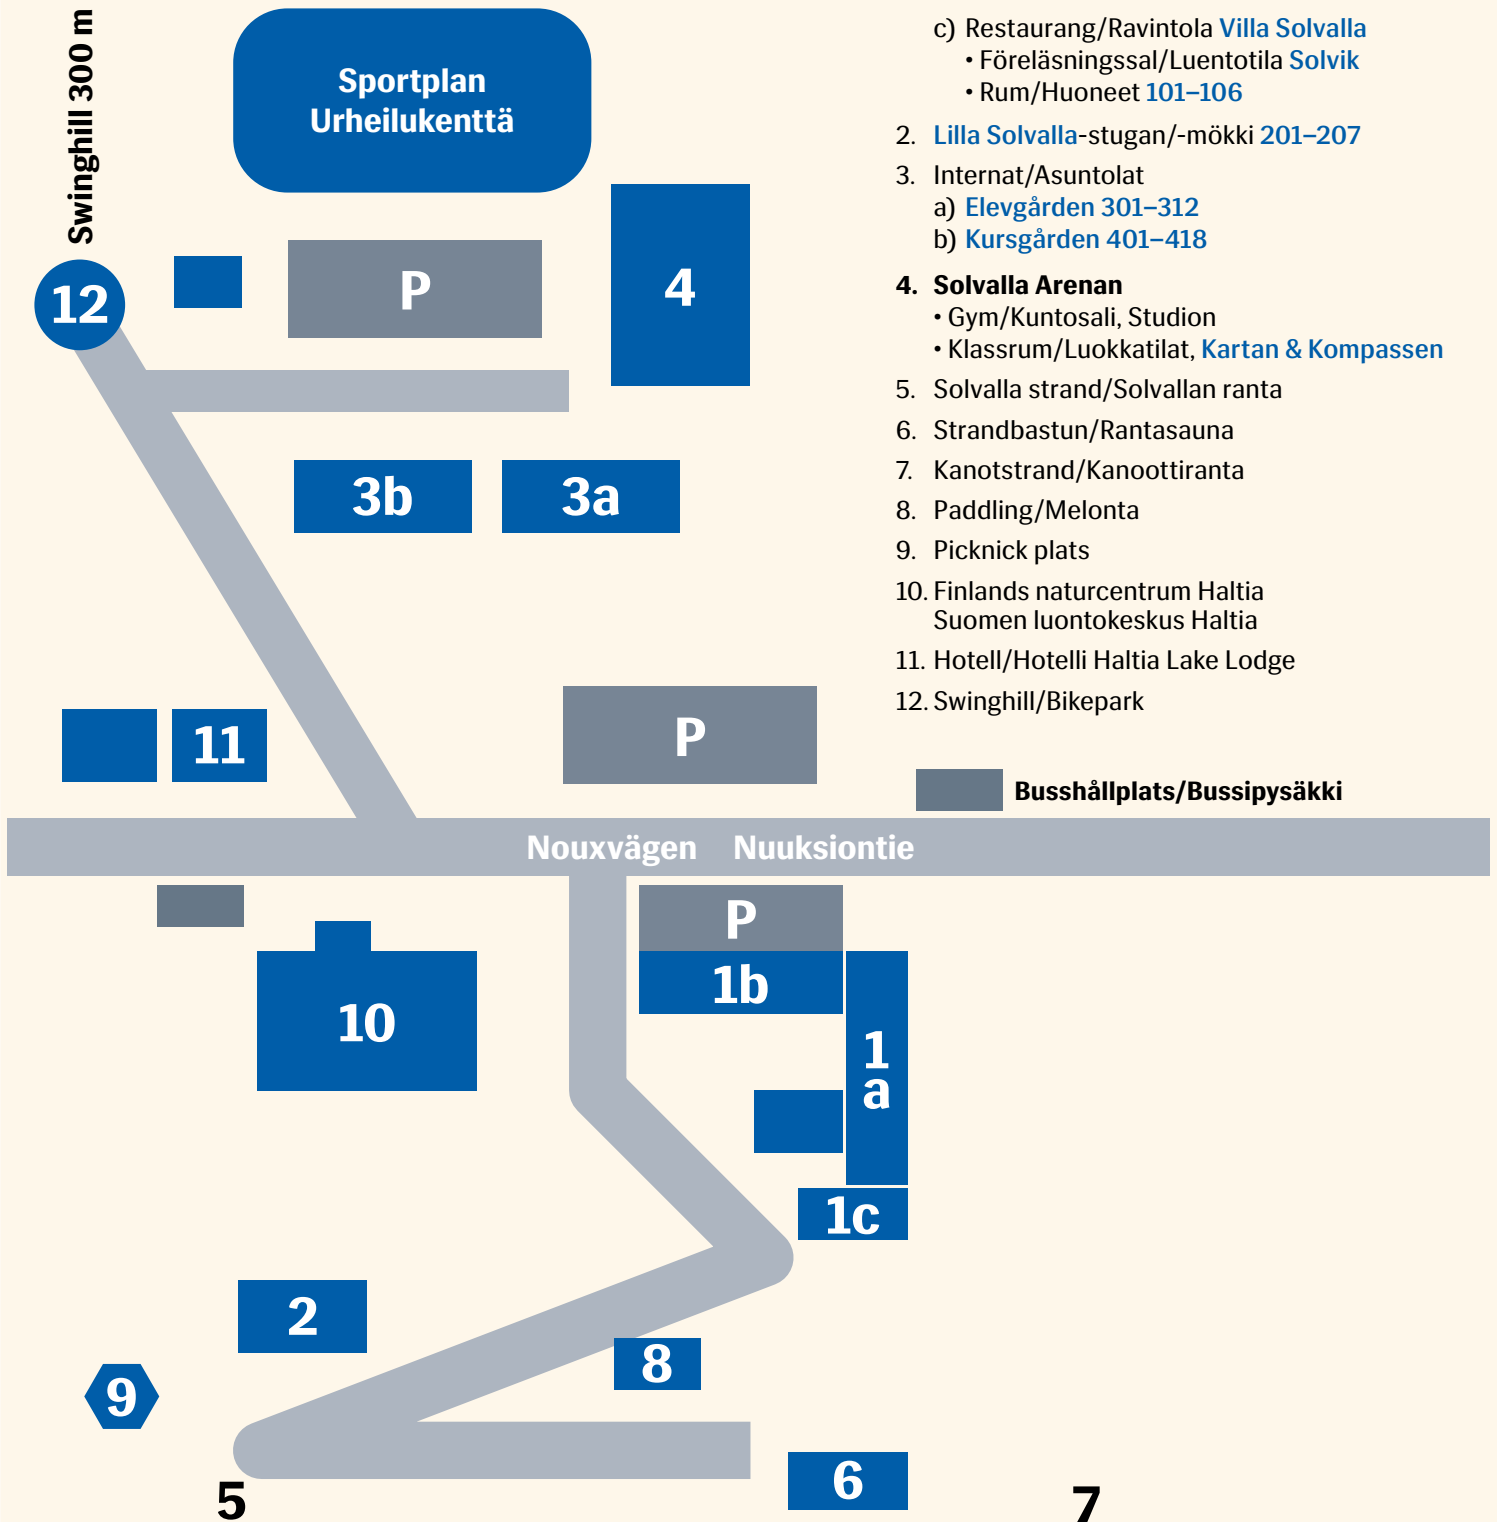 Swinghill 300 m
Sportplan
Urheilukenttä
12
P
4
3b
3a
11
P
Nouxvägen Nuuksiontie
P
1b
10
1
a
1c
2
8
9
6
5
7
c) Restaurang/Ravintola Villa Solvalla
• Föreläsningssal/Luentotila Solvik
• Rum/Huoneet 101–106
2. Lilla Solvalla-stugan/-mökki 201–207
3. Internat/Asuntolat
a) Elevgården 301–312
b) Kursgården 401–418
4. Solvalla Arenan
• Gym/Kuntosali, Studion
• Klassrum/Luokkatilat, Kartan & Kompassen
5. Solvalla strand/Solvallan ranta
6. Strandbastun/Rantasauna
7. Kanotstrand/Kanoottiranta
8. Paddling/Melonta
9. Picknick plats
10. Finlands naturcentrum Haltia
Suomen luontokeskus Haltia
11. Hotell/Hotelli Haltia Lake Lodge
12. Swinghill/Bikepark
Busshållplats/Bussipysäkki